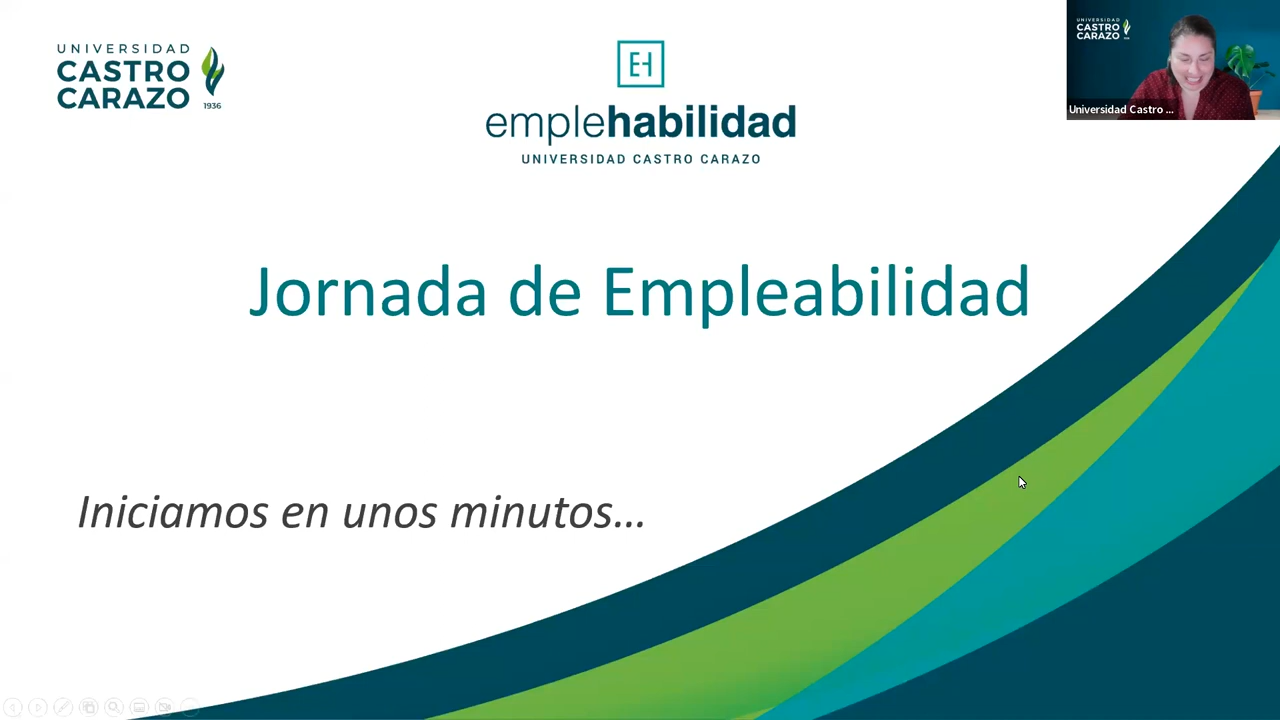 UNIVERSIDAD
CASTRO
CARAZO
1936
EH
emplehabilidad
UNIVERSIDAD CASTRO CARAZO
UNIVERSIDAD
CASTRO
CARAZO
Universidad Castro ...
Jornada de Empleabilidad
Iniciamos en unos minutos...